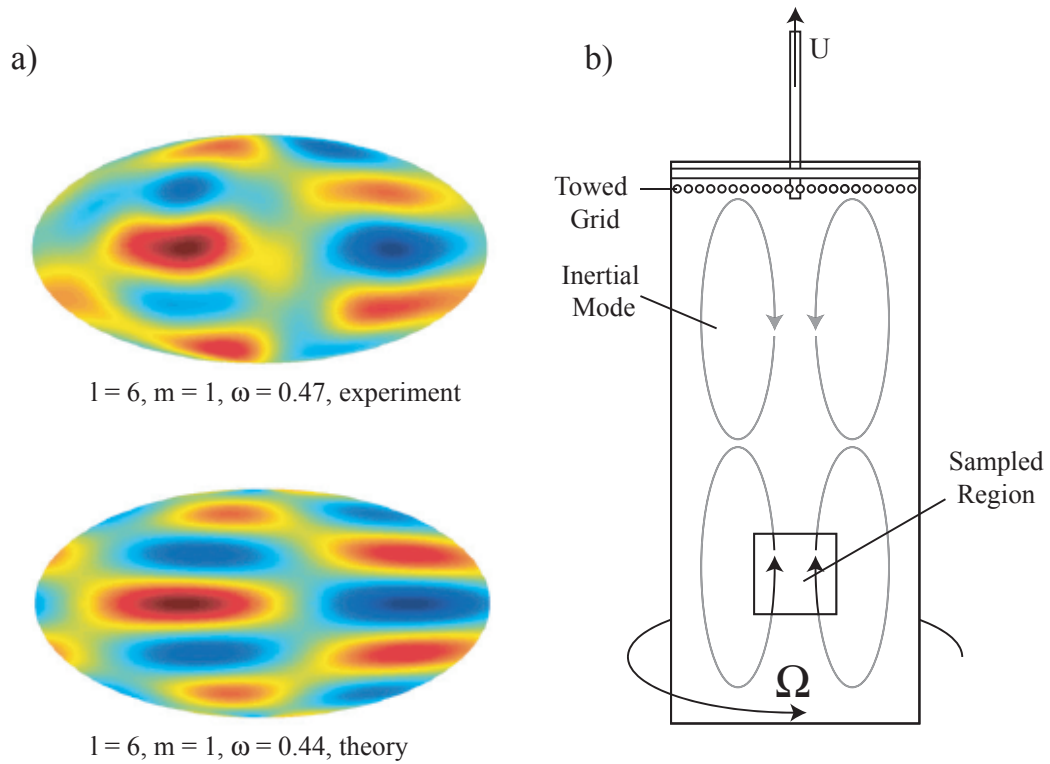 a)
l = 6, m = 1, ω = 0.47, experiment
l = 6, m = 1, ω = 0.44, theory
b)
U
Towed
Grid
Inertial
Mode
Sampled
Region
Ω